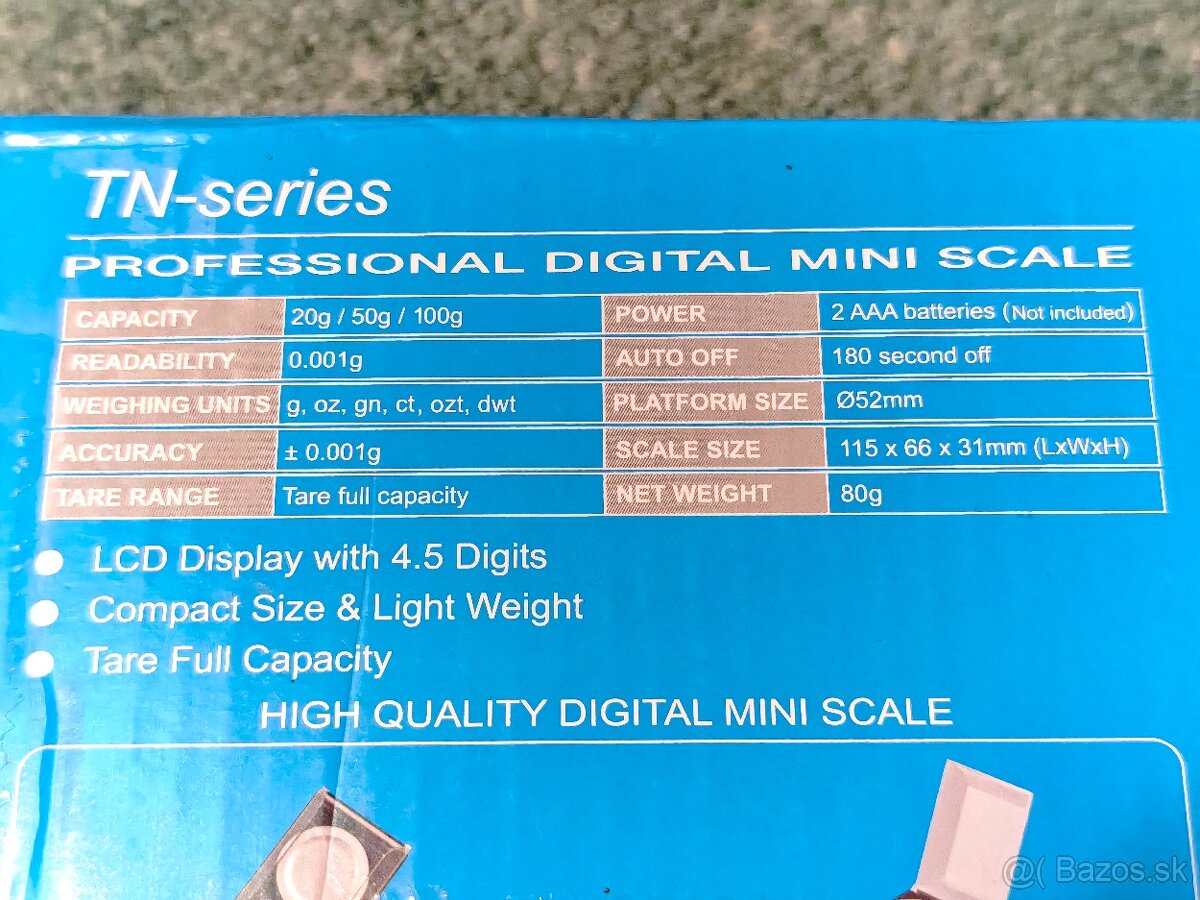 TN-series
PROFESSIONAL DIGITAL MINI SCALE
CAPACITY 20g / 50g / 100g POWER 2 AAA batteries (Not included)
READABILITY 0.001g AUTO OFF 180 second off
WEIGHING UNITS g, oz, gn, ct, ozt, dwt PLATFORM SIZE Ø52mm
ACCURACY ± 0.001g SCALE SIZE 115 x 66 x 31mm (LxWxH)
TARE RANGE Tare full capacity NET WEIGHT 80g
● LCD Display with 4.5 Digits
● Compact Size & Light Weight
● Tare Full Capacity
HIGH QUALITY DIGITAL MINI SCALE
@( Bazos.sk